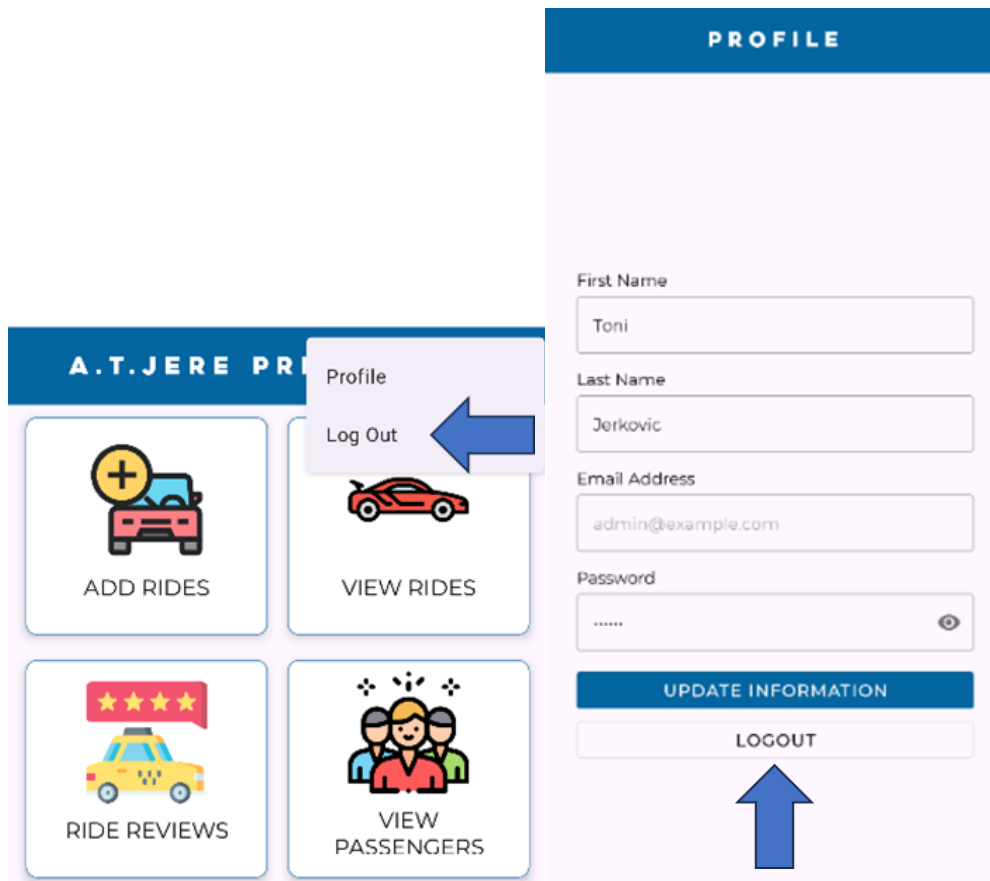 A.T.JERE PR
Profile
Log Out
ADD RIDES
VIEW RIDES
RIDE REVIEWS
VIEW
PASSENGERS
PROFILE
First Name
Toni
Last Name
Jerkovic
Email Address
admin@example.com
Password
••••••
UPDATE INFORMATION
LOGOUT